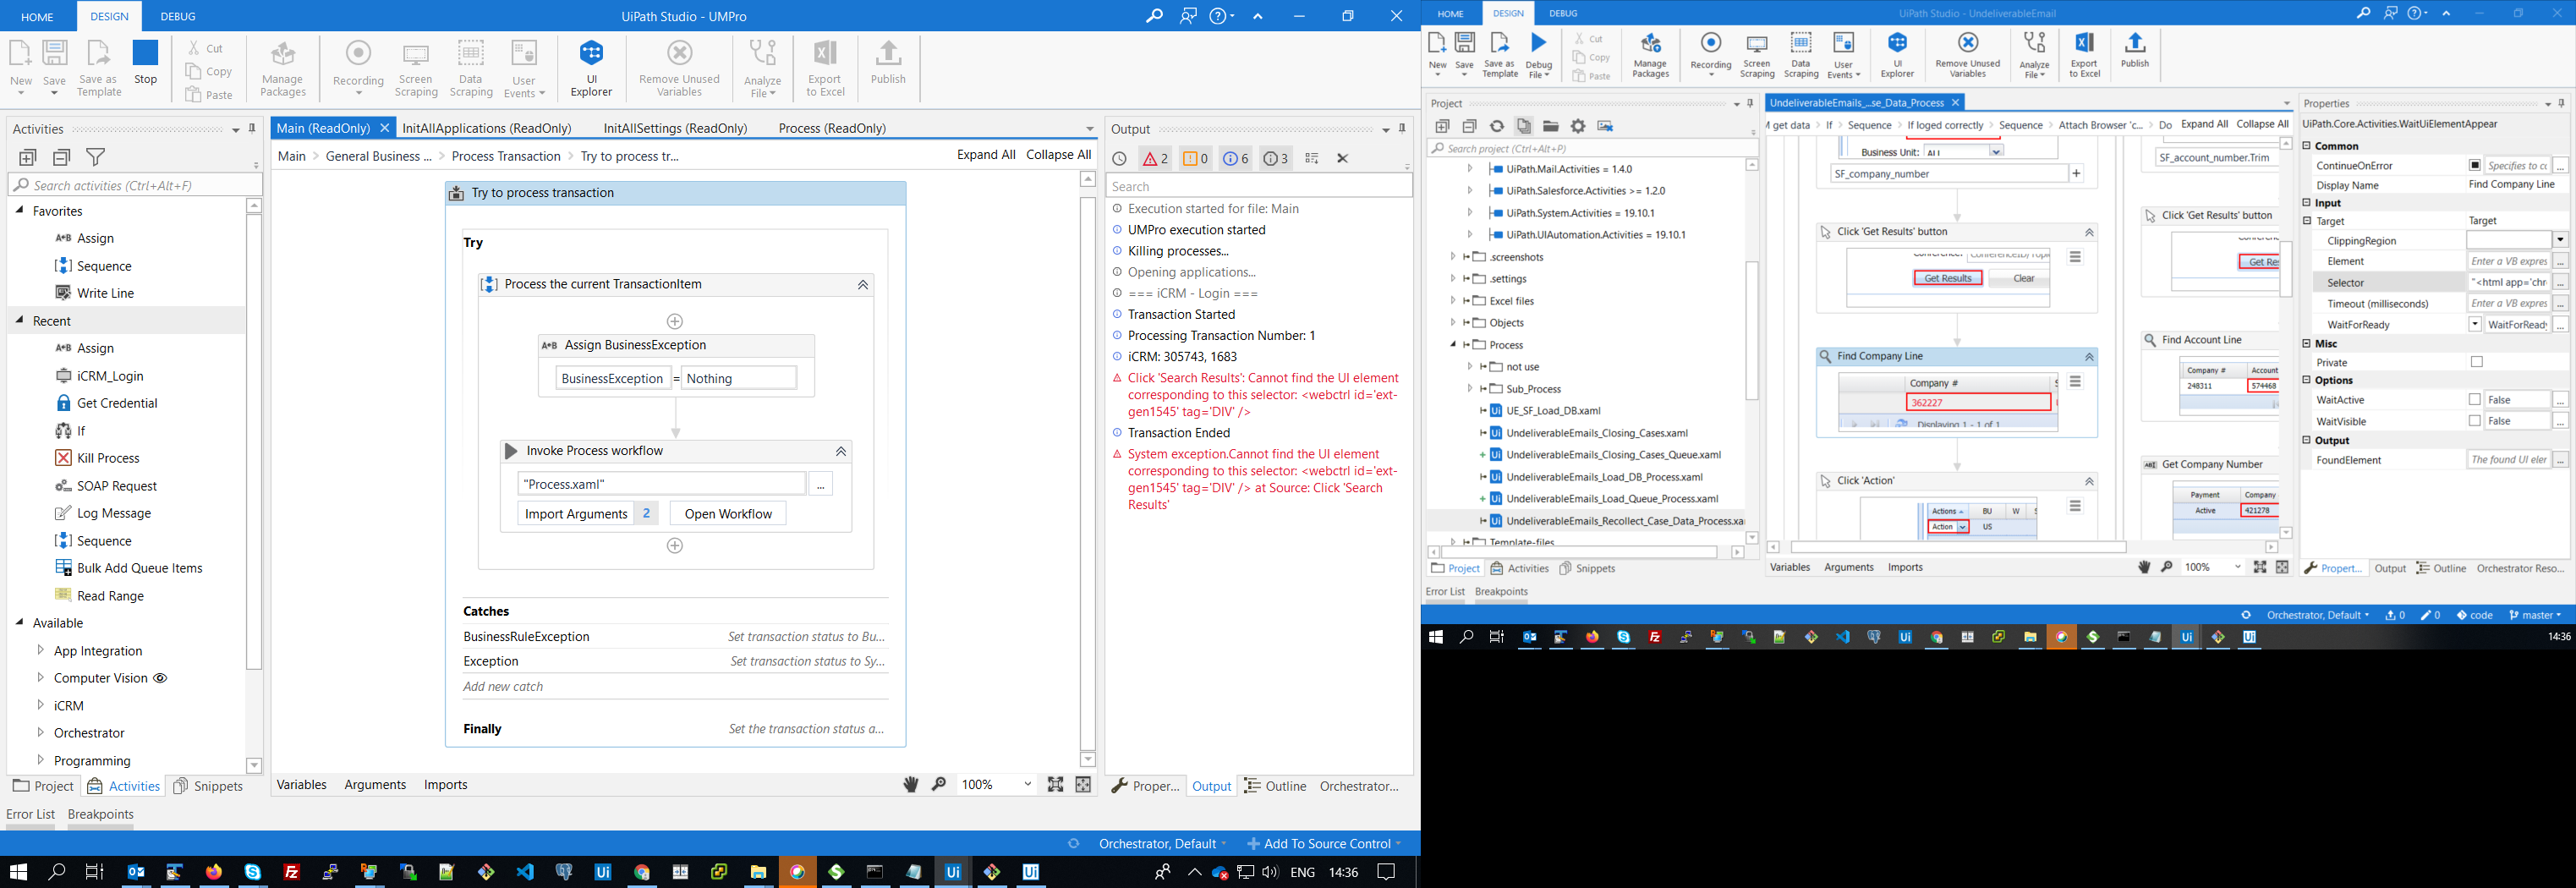 HOME DESIGN DEBUG
UiPath Studio - UMPro
New Save Save as Template Stop
Cut
Copy
Paste
Manage Packages
Recording Screen Scraping Data Scraping User Events
UI Explorer
Remove Unused Variables
Analyze File
Export to Excel
Publish
Activities
Search activities (Ctrl+Alt+F)
Favorites
Assign
Sequence
Write Line
Recent
Assign
iCRM_Login
Get Credential
If
Kill Process
SOAP Request
Log Message
Sequence
Bulk Add Queue Items
Read Range
Available
App Integration
Computer Vision
iCRM
Orchestrator
Programming
Project Activities Snippets
Error List Breakpoints
Main (ReadOnly) InitAllApplications (ReadOnly) InitAllSettings (ReadOnly) Process (ReadOnly)
Main > General Business ... > Process Transaction > Try to process tr... Expand All Collapse All
Try to process transaction
Try
Process the current TransactionItem
A+B Assign BusinessException
BusinessException = Nothing
Invoke Process workflow
"Process.xaml" ...
Import Arguments 2 Open Workflow
Catches
BusinessRuleException Set transaction status to Bu...
Exception Set transaction status to Sy...
Add new catch
Finally Set the transaction status a...
Variables Arguments Imports 100%
Output
2 0 6 3
Search
Execution started for file: Main
UMPro execution started
Killing processes...
Opening applications...
=== iCRM - Login ===
Transaction Started
Processing Transaction Number: 1
iCRM: 305743, 1683
Click 'Search Results': Cannot find the UI element
corresponding to this selector: <webctrl id='ext-
gen1545' tag='DIV' />
Transaction Ended
System exception.Cannot find the UI element
corresponding to this selector: <webctrl id='ext-
gen1545' tag='DIV' /> at Source: Click 'Search
Results'
Proper... Output Outline Orchestrator...
Orchestrator, Default Add To Source Control
ENG 14:36
HOME DESIGN DEBUG
UiPath Studio - UndeliverableEmail
New Save Save as Template Debug File
Cut
Copy
Paste
Manage Packages
Recording Screen Scraping Data Scraping User Events
UI Explorer
Remove Unused Variables
Analyze File
Export to Excel
Publish
Project
Search project (Ctrl+Alt+P)
UiPath.Mail.Activities = 1.4.0
UiPath.Salesforce.Activities >= 1.2.0
UiPath.System.Activities = 19.10.1
UiPath.UIAutomation.Activities = 19.10.1
.screenshots
.settings
Excel files
Objects
Process
not use
Sub_Process
UE_SF_Load_DB.xaml
UndeliverableEmails_Closing_Cases.xaml
UndeliverableEmails_Closing_Cases_Queue.xaml
UndeliverableEmails_Load_DB_Process.xaml
UndeliverableEmails_Load_Queue_Process.xaml
UndeliverableEmails_Recollect_Case_Data_Process.xa
Template-files
Project Activities Snippets
Error List Breakpoints
UndeliverableEmails_...se_Data_Process
M get data > If > Sequence > If loged correctly > Sequence > Attach Browser 'c... > Do Expand All Collapse All
Business Unit: ALL
SF_company_number
Click 'Get Results' button
Get Results Clear
Find Company Line
Company #
362227
Displaying 1 - 1 of 1
Click 'Action'
Actions BU W
Action US
SF_account_number.Trim
Click 'Get Results' button
Get Res
Find Account Line
Company # Account
248311 574468
Get Company Number
Payment Company
Active 421278
Variables Arguments Imports 100%
Properties
UiPath.Core.Activities.WaitUiElementAppear
Common
ContinueOnError Specifies to cc ...
Display Name Find Company Line
Input
Target Target
ClippingRegion
Element Enter a VB expres ...
Selector "<html app='chr ...
Timeout (milliseconds) Enter a VB expres ...
WaitForReady WaitForReady ...
Misc
Private
Options
WaitActive False ...
WaitVisible False ...
Output
FoundElement The found UI eler ...
Propert... Output Outline Orchestrator Reso...
Orchestrator, Default 0 0 code master
14:36